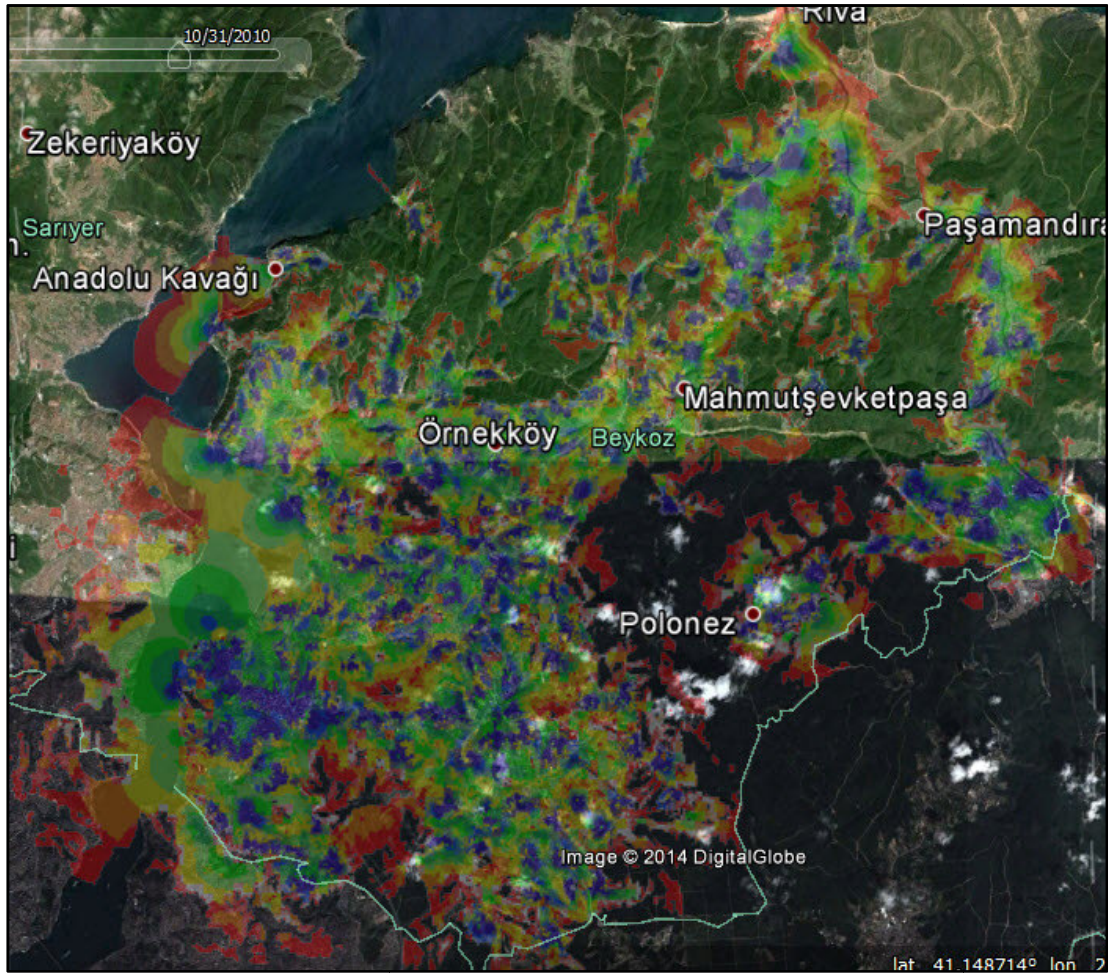 Riva
10/31/2010
Zekeriyaköy
Sarıyer
Paşamandıra
n.
Anadolu Kavağı
Mahmutşevketpaşa
Örnekköy
Beykoz
i
Polonez
Image © 2014 DigitalGlobe
lat 41.148714° lon 2